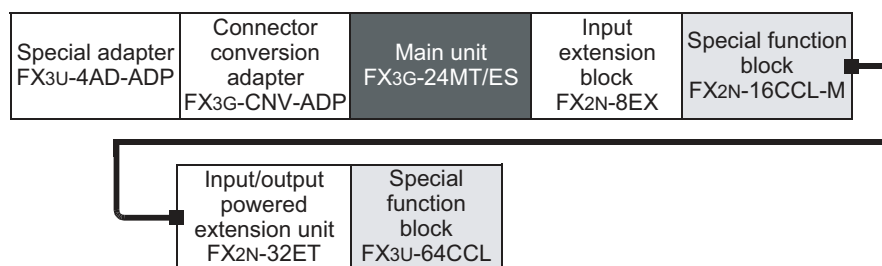 Special adapter
FX3U-4AD-ADP
Connector
conversion
adapter
FX3G-CNV-ADP
Main unit
FX3G-24MT/ES
Input
extension
block
FX2N-8EX
Special function
block
FX2N-16CCL-M
Input/output
powered
extension unit
FX2N-32ET
Special
function
block
FX3U-64CCL